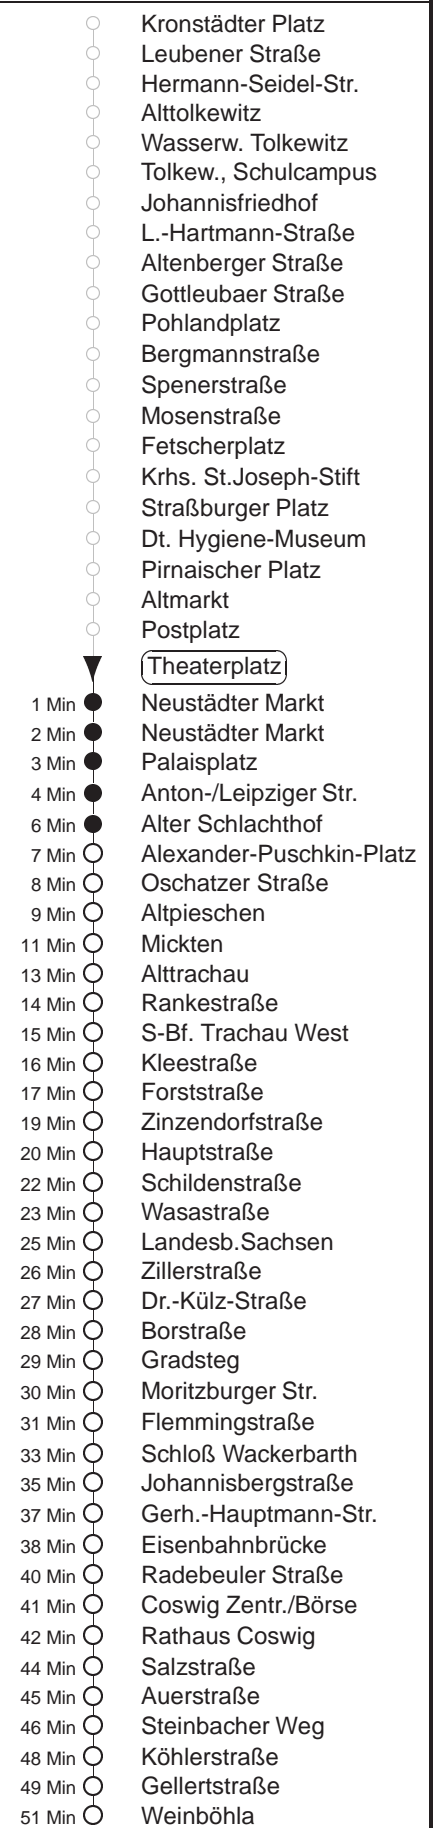 Kronstädter Platz
Leubener Straße
Hermann-Seidel-Str.
Alttolkewitz
Wasserw. Tolkewitz
Tolkew., Schulcampus
Johannisfriedhof
L.-Hartmann-Straße
Altenberger Straße
Gottleubaer Straße
Pohlandplatz
Bergmannstraße
Spenerstraße
Mosenstraße
Fetscherplatz
Krhs. St.Joseph-Stift
Straßburger Platz
Dt. Hygiene-Museum
Pirnaischer Platz
Altmarkt
Postplatz
Theaterplatz
1 Min Neustädter Markt
2 Min Neustädter Markt
3 Min Palaisplatz
4 Min Anton-/Leipziger Str.
6 Min Alter Schlachthof
7 Min Alexander-Puschkin-Platz
8 Min Oschatzer Straße
9 Min Altpieschen
11 Min Mickten
13 Min Alttrachau
14 Min Rankestraße
15 Min S-Bf. Trachau West
16 Min Kleestraße
17 Min Forststraße
19 Min Zinzendorfstraße
20 Min Hauptstraße
22 Min Schildenstraße
23 Min Wasastraße
25 Min Landesb.Sachsen
26 Min Zillerstraße
27 Min Dr.-Külz-Straße
28 Min Borstraße
29 Min Gradsteg
30 Min Moritzburger Str.
31 Min Flemmingstraße
33 Min Schloß Wackerbarth
35 Min Johannisbergstraße
37 Min Gerh.-Hauptmann-Str.
38 Min Eisenbahnbrücke
40 Min Radebeuler Straße
41 Min Coswig Zentr./Börse
42 Min Rathaus Coswig
44 Min Salzstraße
45 Min Auerstraße
46 Min Steinbacher Weg
48 Min Köhlerstraße
49 Min Gellertstraße
51 Min Weinböhla